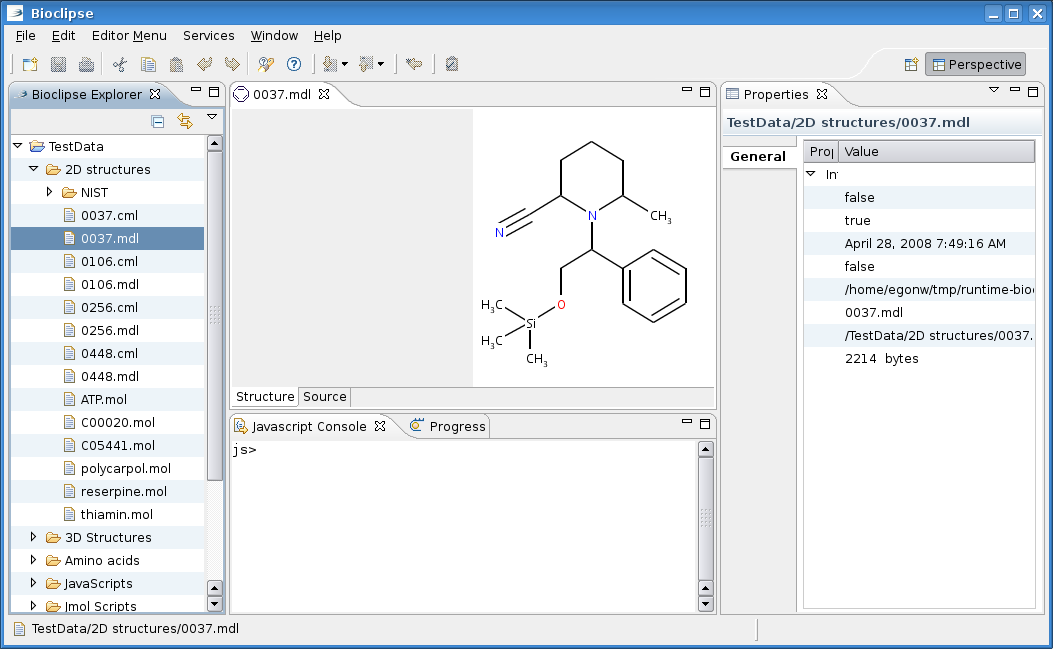 Bioclipse
File Edit Editor Menu Services Window Help
Perspective
Bioclipse Explorer
TestData
2D structures
NIST
0037.cml
0037.mdl
0106.cml
0106.mdl
0256.cml
0256.mdl
0448.cml
0448.mdl
ATP.mol
C00020.mol
C05441.mol
polycarpol.mol
reserpine.mol
thiamin.mol
3D Structures
Amino acids
JavaScripts
Jmol Scripts
0037.mdl
N
CH3
N
H3C
O
Si
H3C
CH3
Structure Source
Javascript Console Progress
js>
Properties
TestData/2D structures/0037.mdl
General
Proj Value
In
false
true
April 28, 2008 7:49:16 AM
false
/home/egonw/tmp/runtime-bio
0037.mdl
/TestData/2D structures/0037.
2214 bytes
TestData/2D structures/0037.mdl